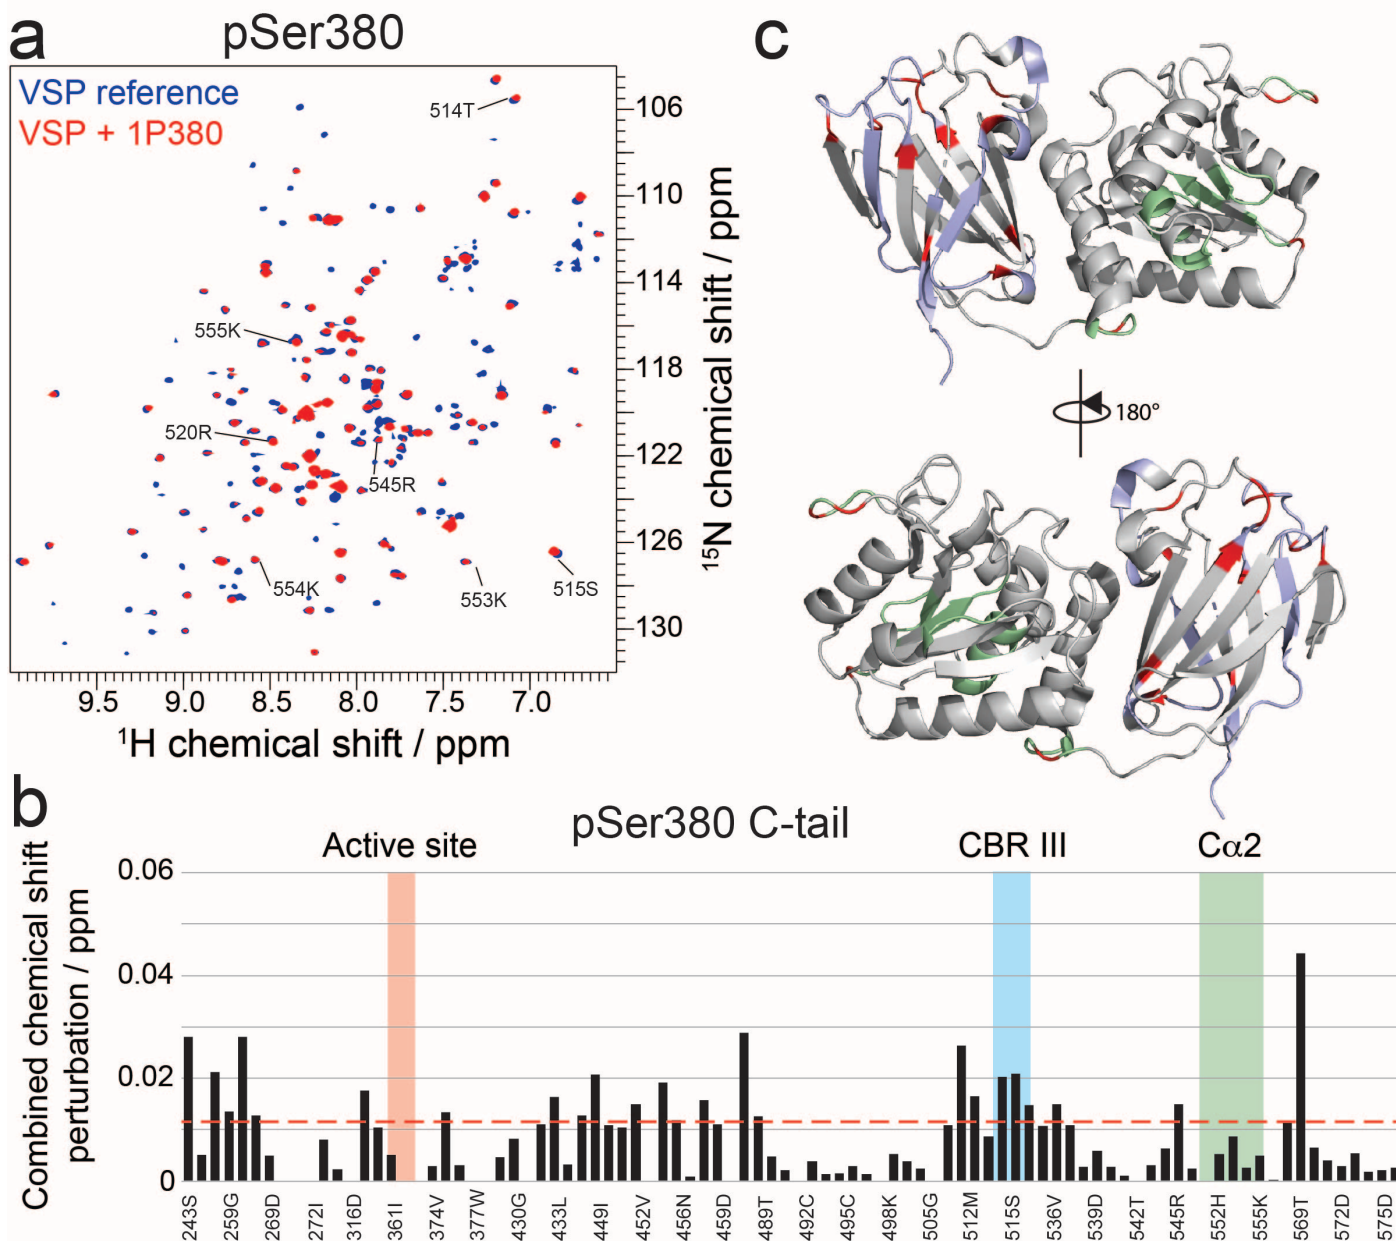 a
pSer380
VSP reference
VSP + 1P380
514T
555K
520R
545R
554K
553K
515S
106
110
114
118
122
126
130
15N chemical shift / ppm
9.5 9.0 8.5 8.0 7.5 7.0
1H chemical shift / ppm
c
180°
b
pSer380 C-tail
Active site
CBR III
Cα2
Combined chemical shift
perturbation / ppm
0.06
0.04
0.02
0
243S 259G 269D 272I 316D 361I 374V 377W 430G 433L 449I 452V 456N 459D 489T 492C 495C 498K 505G 512M 515S 536V 539D 542T 545R 552H 555K 569T 572D 575D